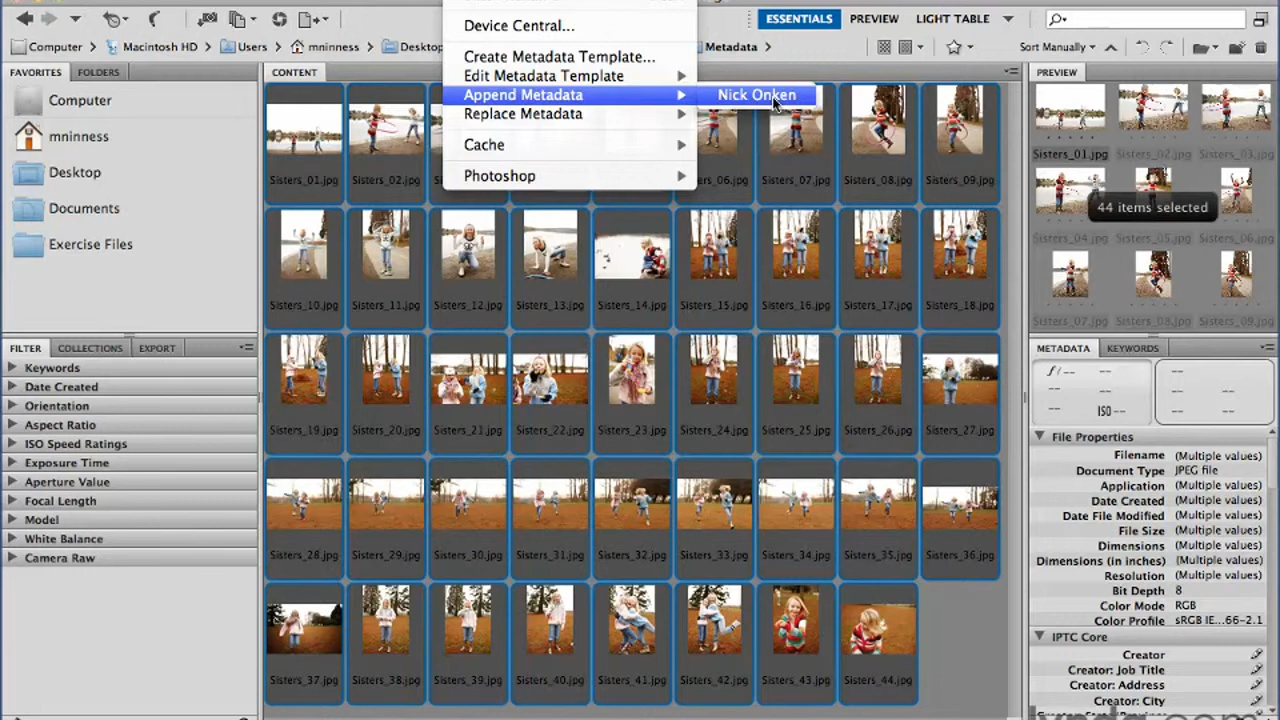 Device Central...
ESSENTIALS PREVIEW LIGHT TABLE
Computer Macintosh HD Users mninness Desktop Metadata Sort Manually
Create Metadata Template...
Edit Metadata Template
Append Metadata Nick Onken
Replace Metadata
Cache
Photoshop
FAVORITES FOLDERS
Computer
mninness
Desktop
Documents
Exercise Files
CONTENT
Sisters_01.jpg Sisters_02.jpg _06.jpg Sisters_07.jpg Sisters_08.jpg Sisters_09.jpg
Sisters_10.jpg Sisters_11.jpg Sisters_12.jpg Sisters_13.jpg Sisters_14.jpg Sisters_15.jpg Sisters_16.jpg Sisters_17.jpg Sisters_18.jpg
Sisters_19.jpg Sisters_20.jpg Sisters_21.jpg Sisters_22.jpg Sisters_23.jpg Sisters_24.jpg Sisters_25.jpg Sisters_26.jpg Sisters_27.jpg
Sisters_28.jpg Sisters_29.jpg Sisters_30.jpg Sisters_31.jpg Sisters_32.jpg Sisters_33.jpg Sisters_34.jpg Sisters_35.jpg Sisters_36.jpg
Sisters_37.jpg Sisters_38.jpg Sisters_39.jpg Sisters_40.jpg Sisters_41.jpg Sisters_42.jpg Sisters_43.jpg Sisters_44.jpg
FILTER COLLECTIONS EXPORT
Keywords
Date Created
Orientation
Aspect Ratio
ISO Speed Ratings
Exposure Time
Aperture Value
Focal Length
Model
White Balance
Camera Raw
PREVIEW
Sisters_01.jpg Sisters_02.jpg Sisters_03.jpg
44 items selected
Sisters_04.jpg Sisters_05.jpg Sisters_06.jpg
Sisters_07.jpg Sisters_08.jpg Sisters_09.jpg
METADATA KEYWORDS
f/-- -- --
-- -- -- --
-- ISO -- --
File Properties
Filename (Multiple values)
Document Type JPEG file
Application (Multiple values)
Date Created (Multiple values)
Date File Modified (Multiple values)
File Size (Multiple values)
Dimensions (Multiple values)
Dimensions (in inches) (Multiple values)
Resolution (Multiple values)
Bit Depth 8
Color Mode RGB
Color Profile sRGB IE...66-2.1
IPTC Core
Creator
Creator: Job Title
Creator: Address
Creator: City